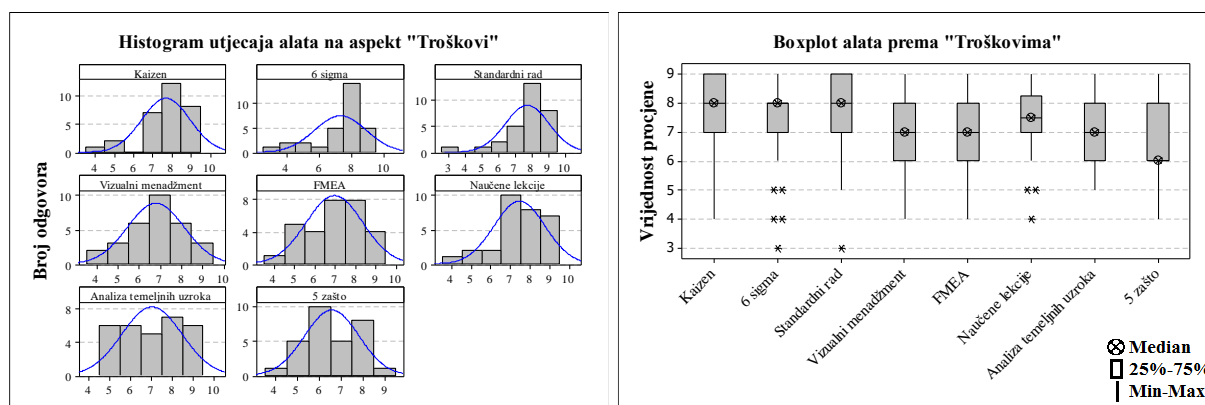 Histogram utjecaja alata na aspekt "Troškovi"
Broj odgovora
Kaizen
10
5
0
4 5 6 7 8 9 10
6 sigma
10
5
0
4 6 8 10
Standardni rad
10
5
0
3 4 5 6 7 8 9 10
Vizualni menadžment
10
5
0
4 5 6 7 8 9 10
FMEA
8
4
0
4 5 6 7 8 9 10
Naučene lekcije
10
5
0
4 5 6 7 8 9 10
Analiza temeljnih uzroka
8
4
0
4 5 6 7 8 9 10
5 zašto
10
5
0
4 5 6 7 8 9
Boxplot alata prema "Troškovima"
Vrijednost procjene
9
8
7
6
5
4
3
Kaizen
6 sigma
Standardni rad
Vizualni menadžment
FMEA
Naučene lekcije
Analiza temeljnih uzroka
5 zašto
Median
25%-75%
Min-Max